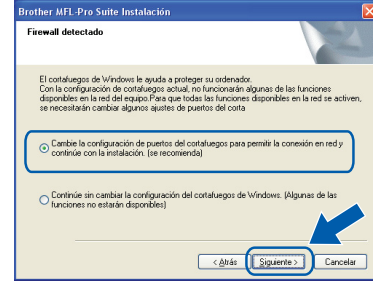 Brother MFL-Pro Suite Instalación
Firewall detectado
El cortafuegos de Windows le ayuda a proteger su ordenador.
Con la configuración de cortafuegos actual, no funcionarán algunas de las funciones
disponibles en la red del equipo.Para que todas las funciones disponibles en la red se activen,
se necesitarán cambiar algunos ajustes de puertos del corta
Cambie la configuración de puertos del cortafuegos para permitir la conexión en red y
continúe con la instalación. (se recomienda)
Continúe sin cambiar la configuración del cortafuegos de Windows. (Algunas de las
funciones no estarán disponibles)
< Atrás Siguiente > Cancelar